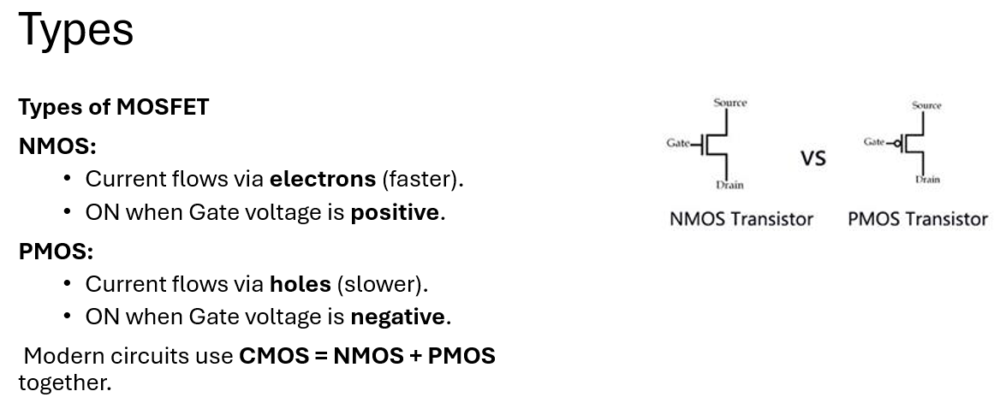 Types
Types of MOSFET
NMOS:
• Current flows via electrons (faster).
• ON when Gate voltage is positive.
PMOS:
• Current flows via holes (slower).
• ON when Gate voltage is negative.
Modern circuits use CMOS = NMOS + PMOS
together.
Source
Gate
Drain
NMOS Transistor
vs
Source
Gate
Drain
PMOS Transistor